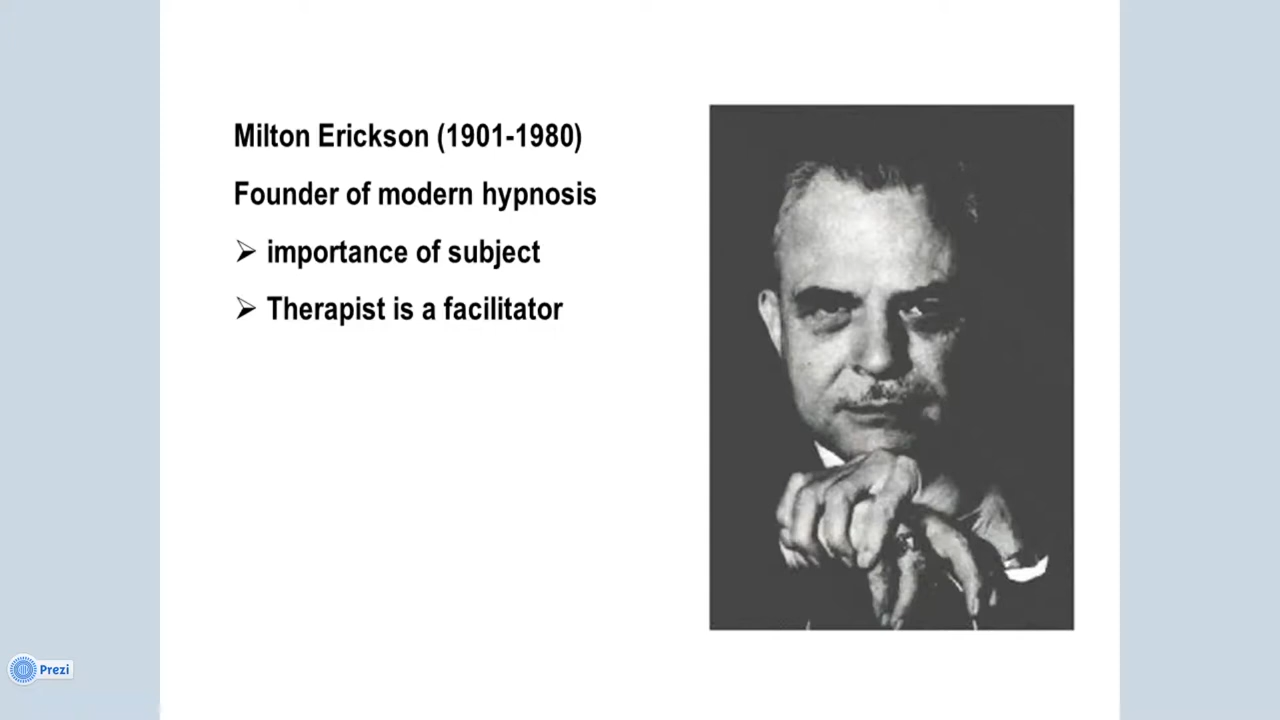 Milton Erickson (1901-1980)
Founder of modern hypnosis
➢ importance of subject
➢ Therapist is a facilitator
Prezi